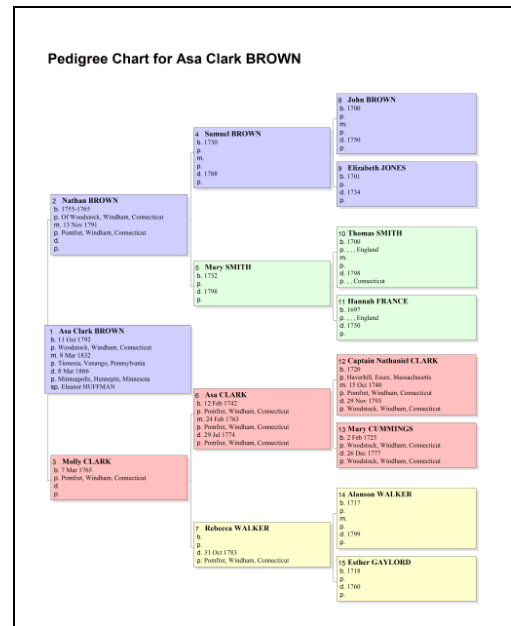 Pedigree Chart for Asa Clark BROWN
8 John BROWN
b. 1700
p.
m.
p.
d. 1750
p.
4 Samuel BROWN
b. 1730
p.
m.
p.
d. 1788
p.
9 Elizabeth JONES
b. 1701
p.
d. 1734
p.
2 Nathan BROWN
b. 1755-1765
p. Of Woodstock, Windham, Connecticut
m. 13 Nov 1791
p. Pomfret, Windham, Connecticut
d.
p.
10 Thomas SMITH
b. 1700
p. , , , England
m.
p.
d. 1798
p. , , Connecticut
5 Mary SMITH
b. 1732
p.
d. 1798
p.
11 Hannah FRANCE
b. 1697
p. , , , England
d. 1750
p.
1 Asa Clark BROWN
b. 11 Oct 1792
p. Woodstock, Windham, Connecticut
m. 8 Mar 1832
p. Tionesta, Venango, Pennsylvania
d. 8 Mar 1866
p. Minneapolis, Hennepin, Minnesota
sp. Eleanor HUFFMAN
12 Captain Nathaniel CLARK
b. 1720
p. Haverhill, Essex, Massachusetts
m. 15 Oct 1740
p. Pomfret, Windham, Connecticut
d. 29 Nov 1793
p. Woodstock, Windham, Connecticut
6 Asa CLARK
b. 12 Feb 1742
p. Pomfret, Windham, Connecticut
m. 24 Feb 1763
p. Pomfret, Windham, Connecticut
d. 29 Jul 1774
p. Pomfret, Windham, Connecticut
13 Mary CUMMINGS
b. 2 Feb 1725
p. Woodstock, Windham, Connecticut
d. 26 Dec 1777
p. Woodstock, Windham, Connecticut
3 Molly CLARK
b. 7 Mar 1765
p. Pomfret, Windham, Connecticut
d.
p.
14 Alanson WALKER
b. 1717
p.
m.
p.
d. 1799
p.
7 Rebecca WALKER
b.
p.
d. 31 Oct 1783
p. Pomfret, Windham, Connecticut
15 Esther GAYLORD
b. 1718
p.
d. 1760
p.